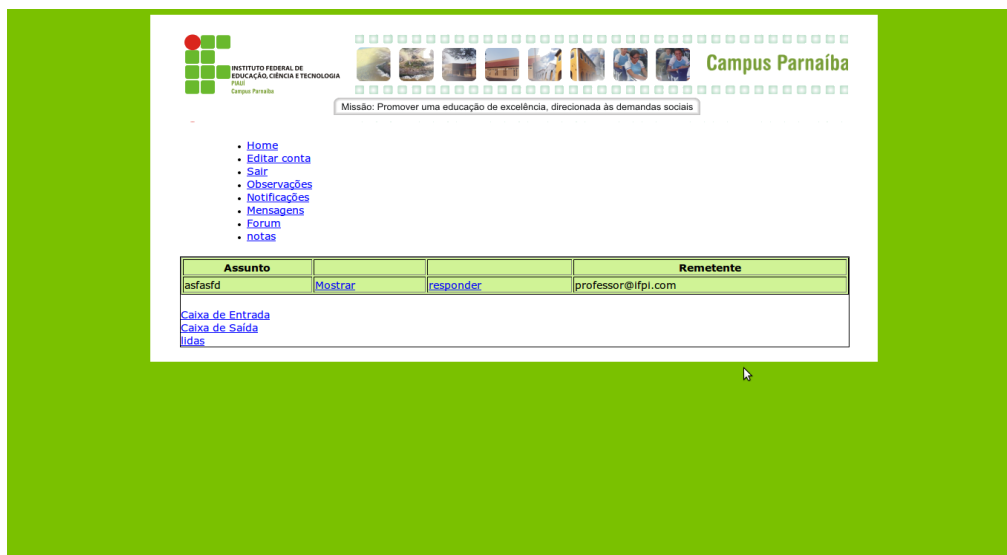 INSTITUTO FEDERAL DE
EDUCAÇÃO, CIÊNCIA E TECNOLOGIA
PIAUÍ
Campus Parnaíba
Campus Parnaíba
Missão: Promover uma educação de excelência, direcionada às demandas sociais
Home
Editar conta
Sair
Observações
Notificações
Mensagens
Forum
notas
Assunto Remetente
asfasfd Mostrar responder professor@ifpi.com
Caixa de Entrada
Caixa de Saída
lidas